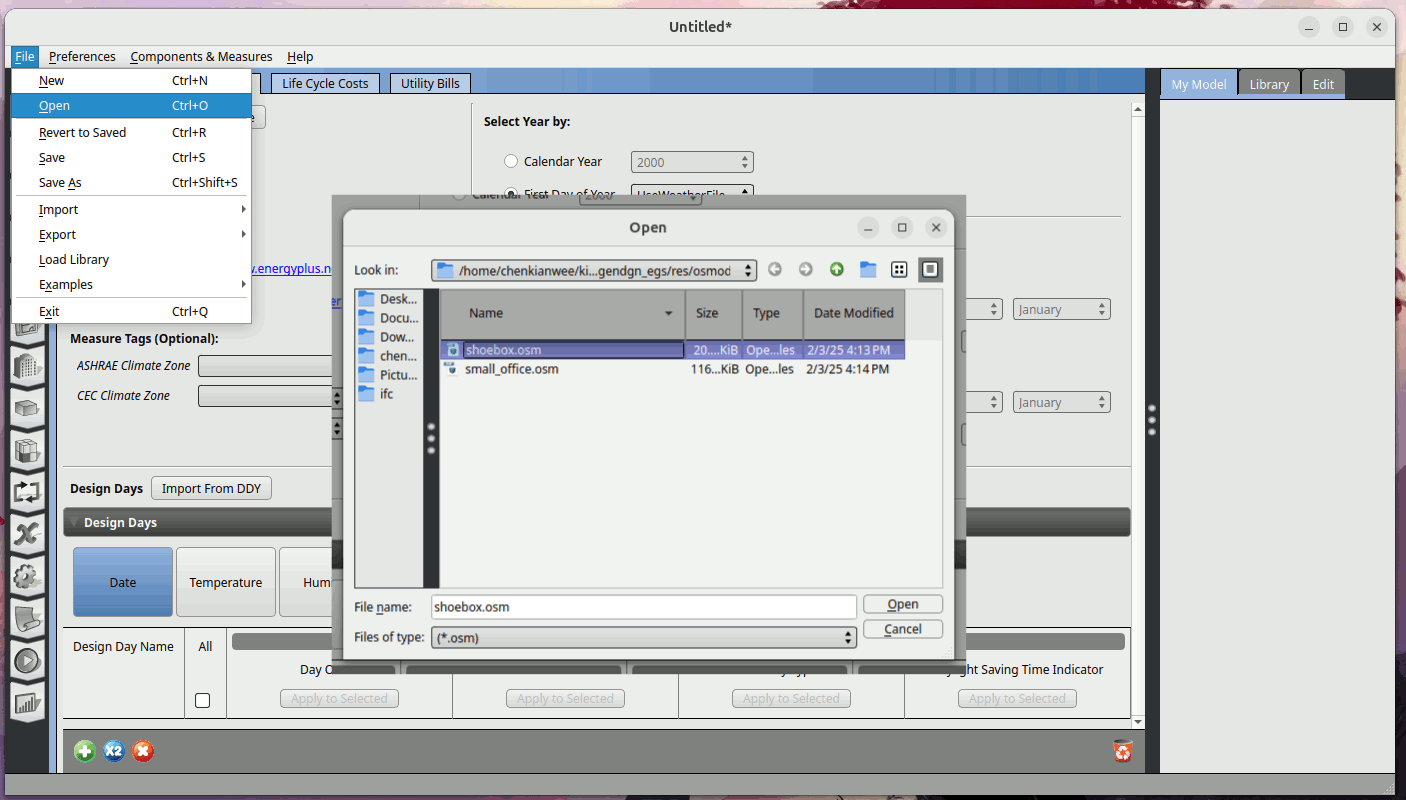 Untitled*
File Preferences Components & Measures Help
New Ctrl+N
Open Ctrl+O
Revert to Saved Ctrl+R
Save Ctrl+S
Save As Ctrl+Shift+S
Import
Export
Load Library
Examples
Exit Ctrl+Q
Life Cycle Costs Utility Bills
My Model Library Edit
Select Year by:
Calendar Year 2000
First Day of Year UseWeatherFile
Calendar Year 2000
w.energyplus.n
January
January
Measure Tags (Optional):
ASHRAE Climate Zone
CEC Climate Zone
Open
Look in: /home/chenkianwee/ki...gendgn_egs/res/osmod
Desk...
Docu...
Dow...
chen...
Pictu...
ifc
Name Size Type Date Modified
shoebox.osm 20....KiB Ope...les 2/3/25 4:13 PM
small_office.osm 116...KiB Ope...les 2/3/25 4:14 PM
File name: shoebox.osm Open
Files of type: (*.osm) Cancel
Design Days Import From DDY
Design Days
Date Temperature Hum
Design Day Name All
Day O
ght Saving Time Indicator
Apply to Selected Apply to Selected Apply to Selected Apply to Selected
X2